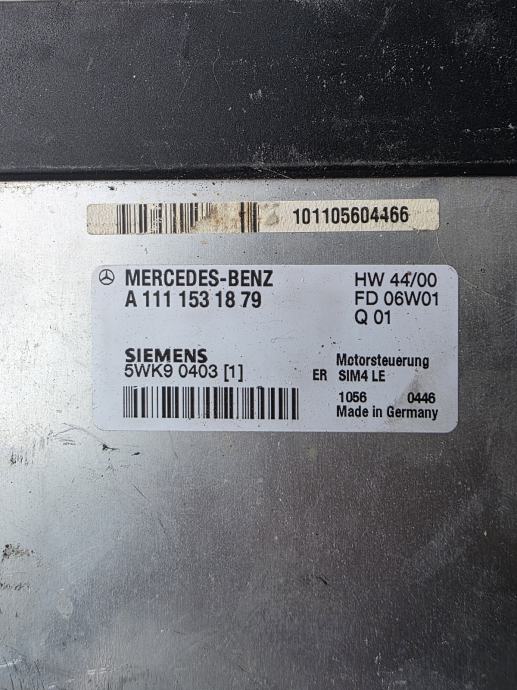 101105604466
MERCEDES-BENZ
A 111 153 18 79
HW 44/00
FD 06W01
Q 01
SIEMENS
5WK9 0403 [1]
Motorsteuerung
ER SIM4 LE
1056 0446
Made in Germany